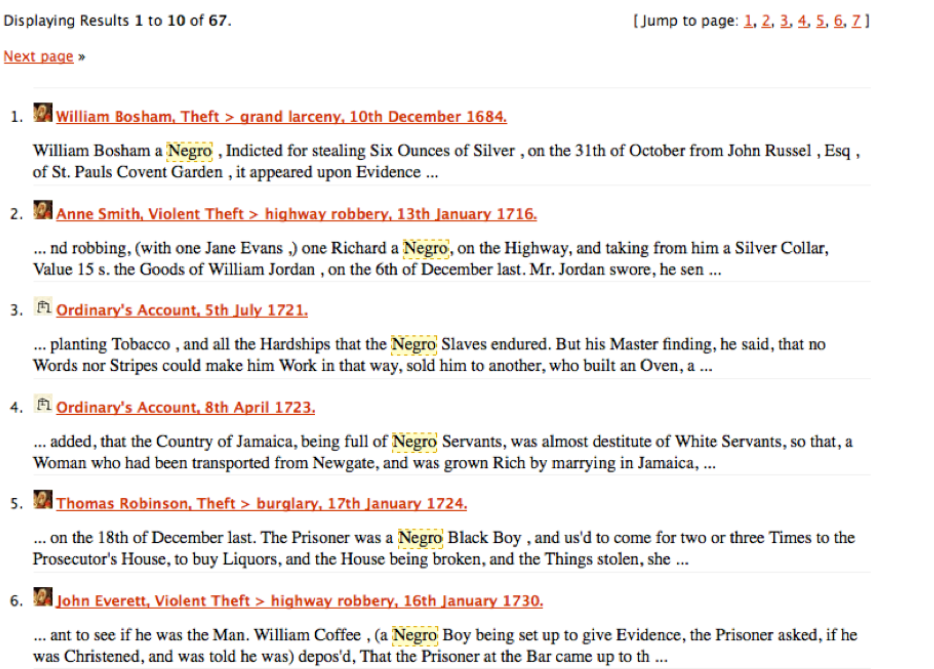 Displaying Results 1 to 10 of 67.
[Jump to page: 1, 2, 3, 4, 5, 6, 7 ]
Next page »
1. William Bosham, Theft > grand larceny, 10th December 1684.
William Bosham a Negro , Indicted for stealing Six Ounces of Silver , on the 31th of October from John Russel , Esq ,
of St. Pauls Covent Garden , it appeared upon Evidence ...
2. Anne Smith, Violent Theft > highway robbery, 13th January 1716.
... nd robbing, (with one Jane Evans ,) one Richard a Negro, on the Highway, and taking from him a Silver Collar,
Value 15 s. the Goods of William Jordan , on the 6th of December last. Mr. Jordan swore, he sen ...
3. Ordinary's Account, 5th July 1721.
... planting Tobacco , and all the Hardships that the Negro Slaves endured. But his Master finding, he said, that no
Words nor Stripes could make him Work in that way, sold him to another, who built an Oven, a ...
4. Ordinary's Account, 8th April 1723.
... added, that the Country of Jamaica, being full of Negro Servants, was almost destitute of White Servants, so that, a
Woman who had been transported from Newgate, and was grown Rich by marrying in Jamaica, ...
5. Thomas Robinson, Theft > burglary, 17th January 1724.
... on the 18th of December last. The Prisoner was a Negro Black Boy , and us'd to come for two or three Times to the
Prosecutor's House, to buy Liquors, and the House being broken, and the Things stolen, she ...
6. John Everett, Violent Theft > highway robbery, 16th January 1730.
... ant to see if he was the Man. William Coffee , (a Negro Boy being set up to give Evidence, the Prisoner asked, if he
was Christened, and was told he was) depos'd, That the Prisoner at the Bar came up to th ...